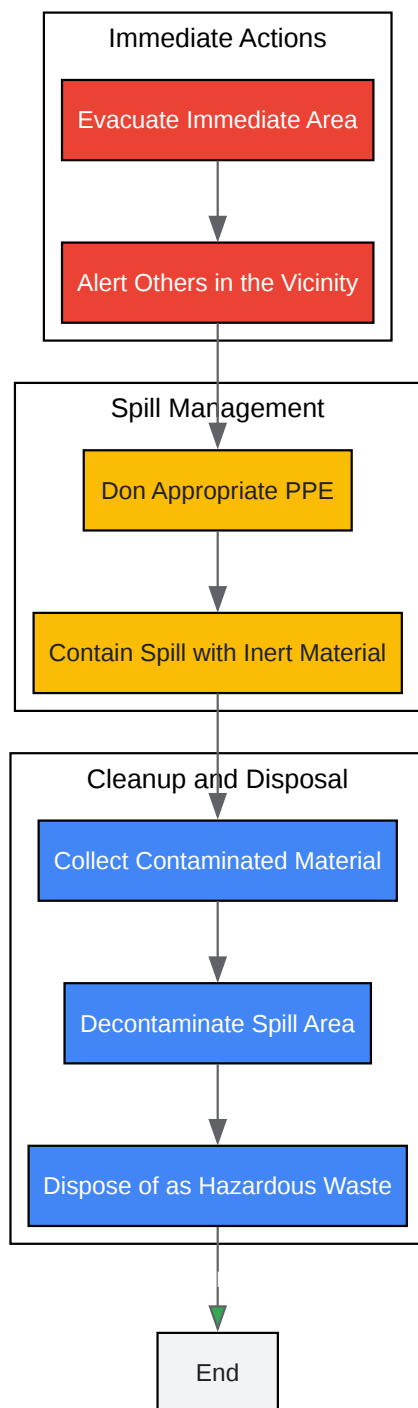 Immediate Actions
Evacuate Immediate Area
Alert Others in the Vicinity
Spill Management
Don Appropriate PPE
Contain Spill with Inert Material
Cleanup and Disposal
Collect Contaminated Material
Decontaminate Spill Area
Dispose of as Hazardous Waste
End